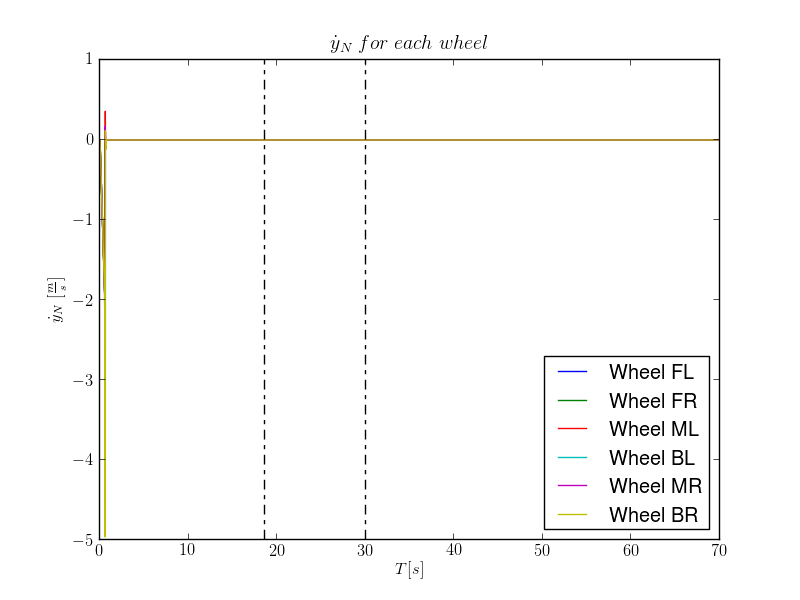 ẏ_N for each wheel
1
0
−1
−2
−3
−4
−5
ẏ_N [m/s]
0 10 20 30 40 50 60 70
T[s]
Wheel FL
Wheel FR
Wheel ML
Wheel BL
Wheel MR
Wheel BR